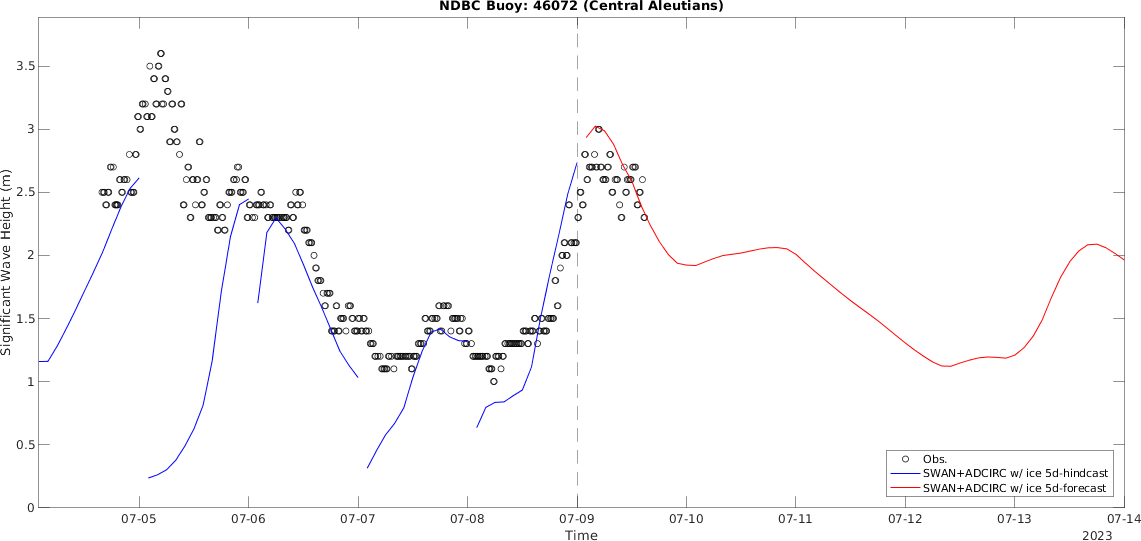 NDBC Buoy: 46072 (Central Aleutians)
Significant Wave Height (m)
3.5
3
2.5
2
1.5
1
0.5
0
Obs.
SWAN+ADCIRC w/ ice 5d-hindcast
SWAN+ADCIRC w/ ice 5d-forecast
07-05 07-06 07-07 07-08 07-09 07-10 07-11 07-12 07-13 07-14
Time
2023